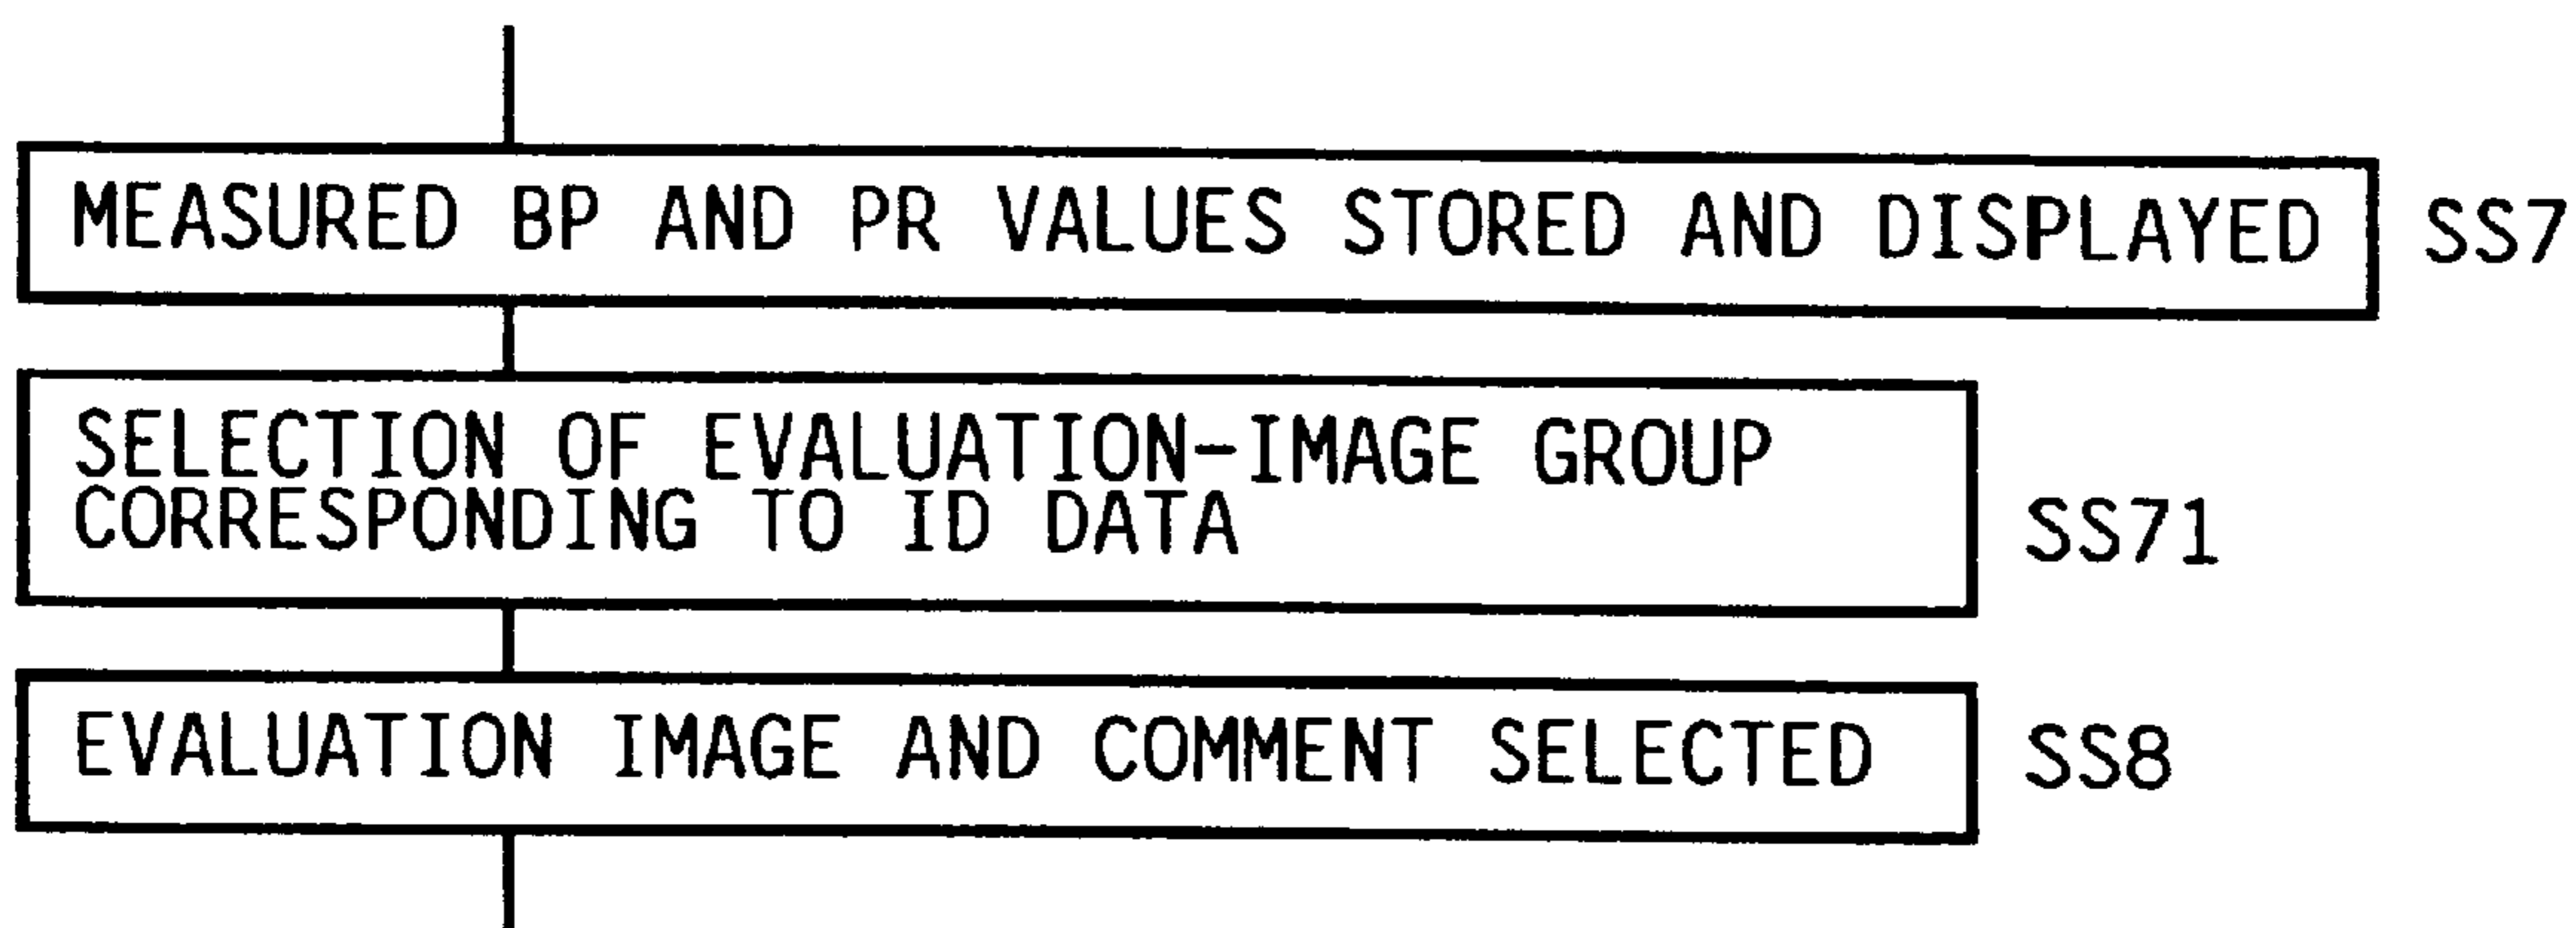 MEASURED BP AND PR VALUES STORED AND DISPLAYED SS7
SELECTION OF EVALUATION-IMAGE GROUP
CORRESPONDING TO ID DATA SS71
EVALUATION IMAGE AND COMMENT SELECTED SS8